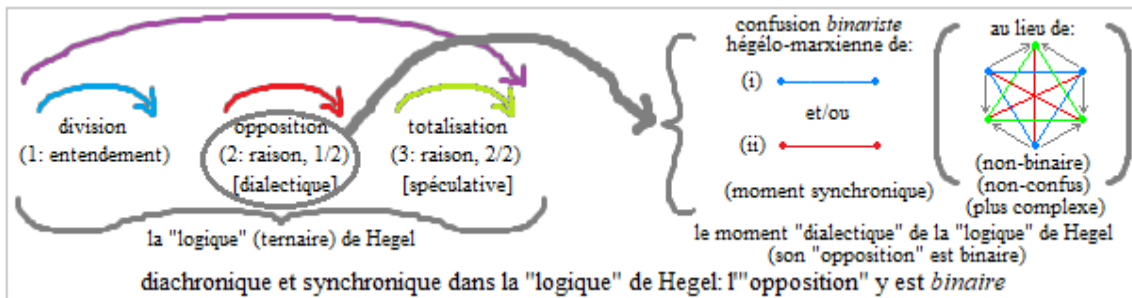 division
(1: entendement)
opposition
(2: raison, 1/2)
[dialectique]
totalisation
(3: raison, 2/2)
[spéculative]
la "logique" (ternaire) de Hegel
confusion binariste
hégélo-marxienne de:
(i)
et/ou
(ii)
(moment synchronique)
au lieu de:
(non-binaire)
(non-confus)
(plus complexe)
le moment "dialectique" de la "logique" de Hegel
(son "opposition" est binaire)
diachronique et synchronique dans la "logique" de Hegel: l'"opposition" y est binaire